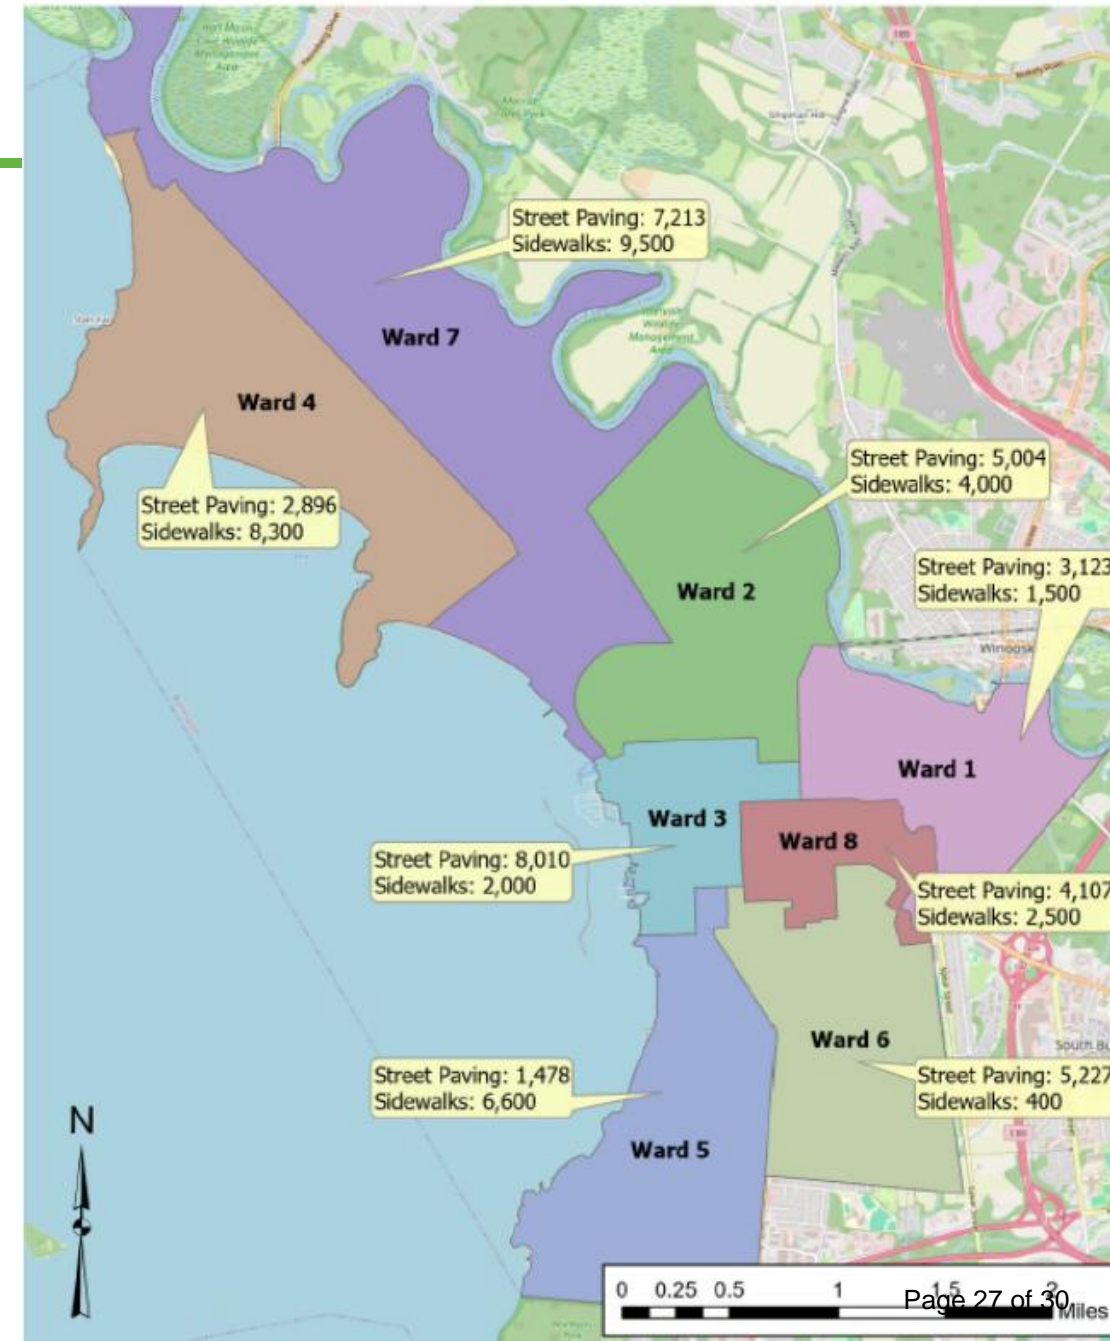 Street Paving: 7,213
Sidewalks: 9,500
Ward 7
Ward 4
Street Paving: 2,896
Sidewalks: 8,300
Street Paving: 5,004
Sidewalks: 4,000
Ward 2
Street Paving: 3,123
Sidewalks: 1,500
Ward 1
Ward 3
Ward 8
Street Paving: 8,010
Sidewalks: 2,000
Street Paving: 4,107
Sidewalks: 2,500
Ward 6
South Bu
Street Paving: 1,478
Sidewalks: 6,600
Street Paving: 5,227
Sidewalks: 400
Ward 5
N
0 0.25 0.5 1 1.5 2 Miles
Page 27 of 30